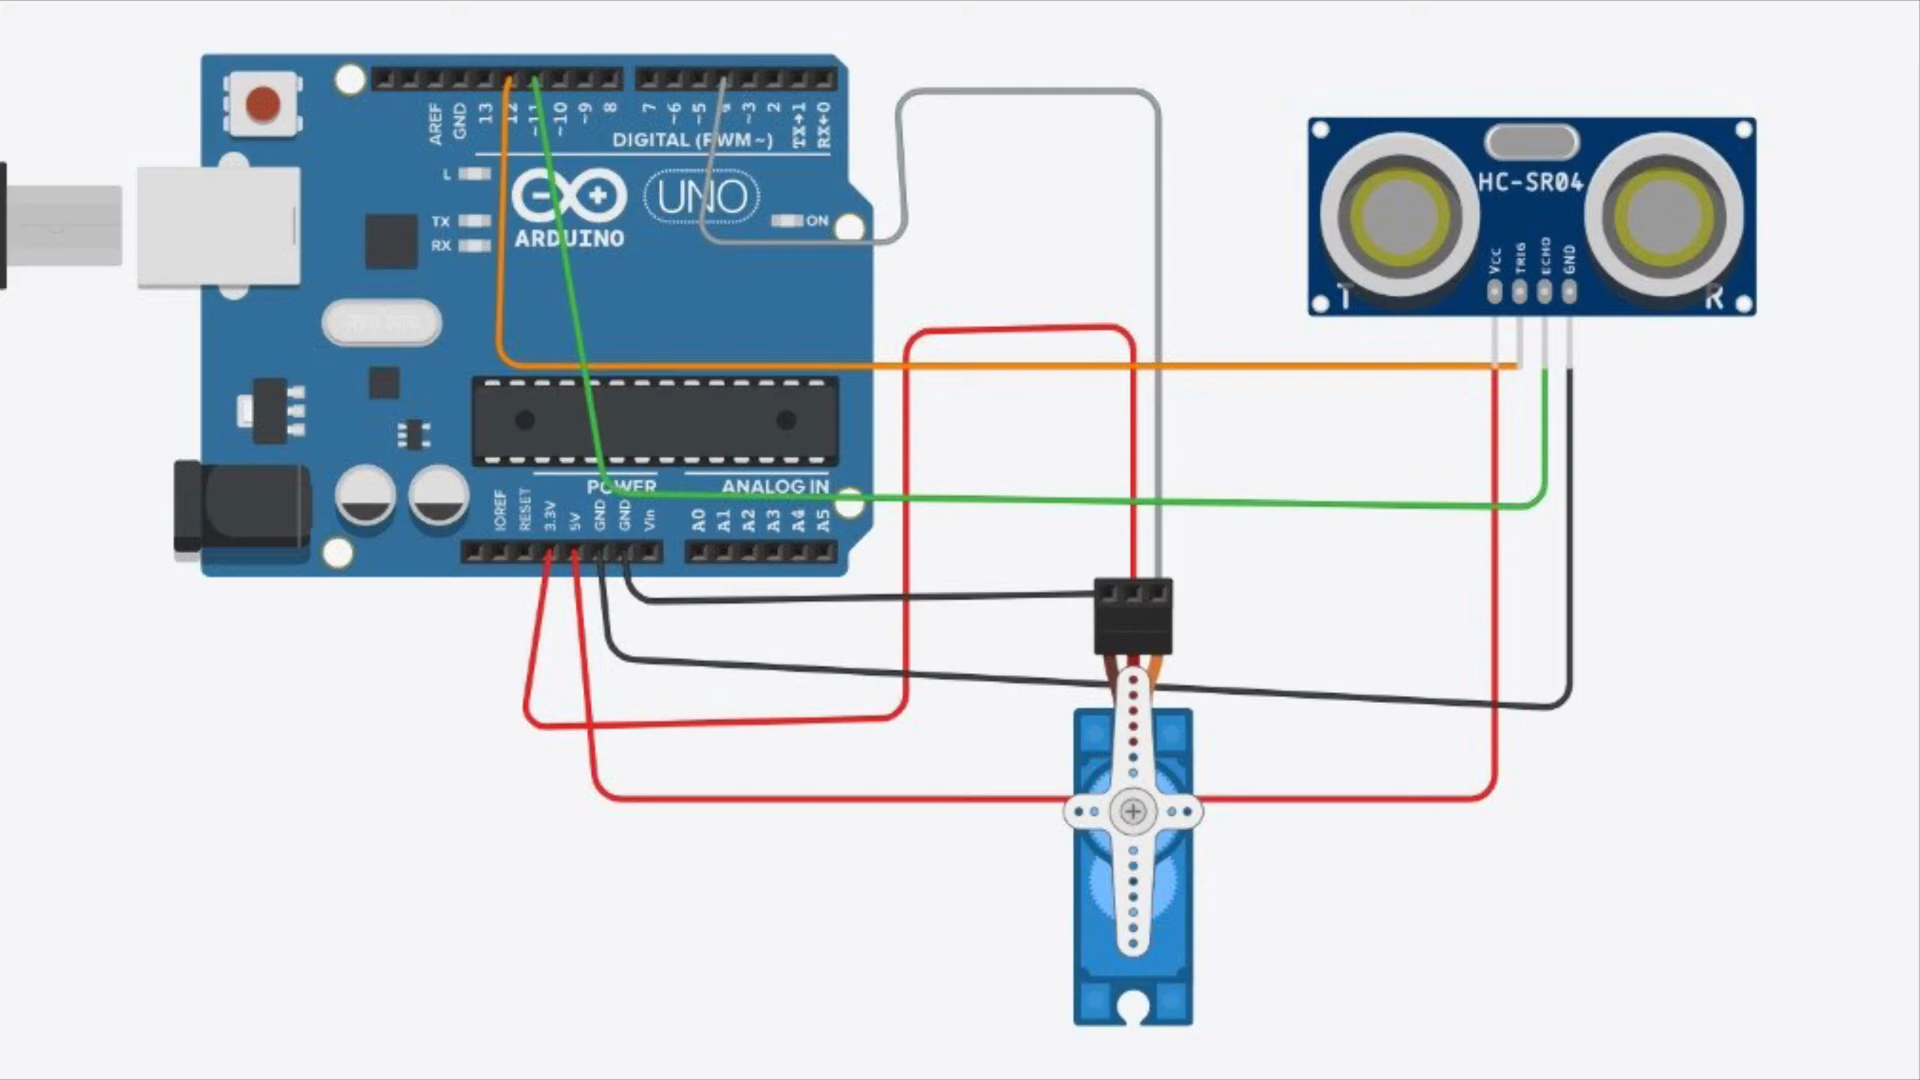 AREF
GND
13
12
~11
~10
~9
8
7
~6
~5
4
~3
2
TX→1
RX←0
DIGITAL (PWM ~)
L
TX
RX
UNO
ON
ARDUINO
HC-SR04
VCC
TRIG
ECHO
GND
T
R
POWER
ANALOG IN
IOREF
RESET
3.3V
5V
GND
GND
Vin
A0
A1
A2
A3
A4
A5